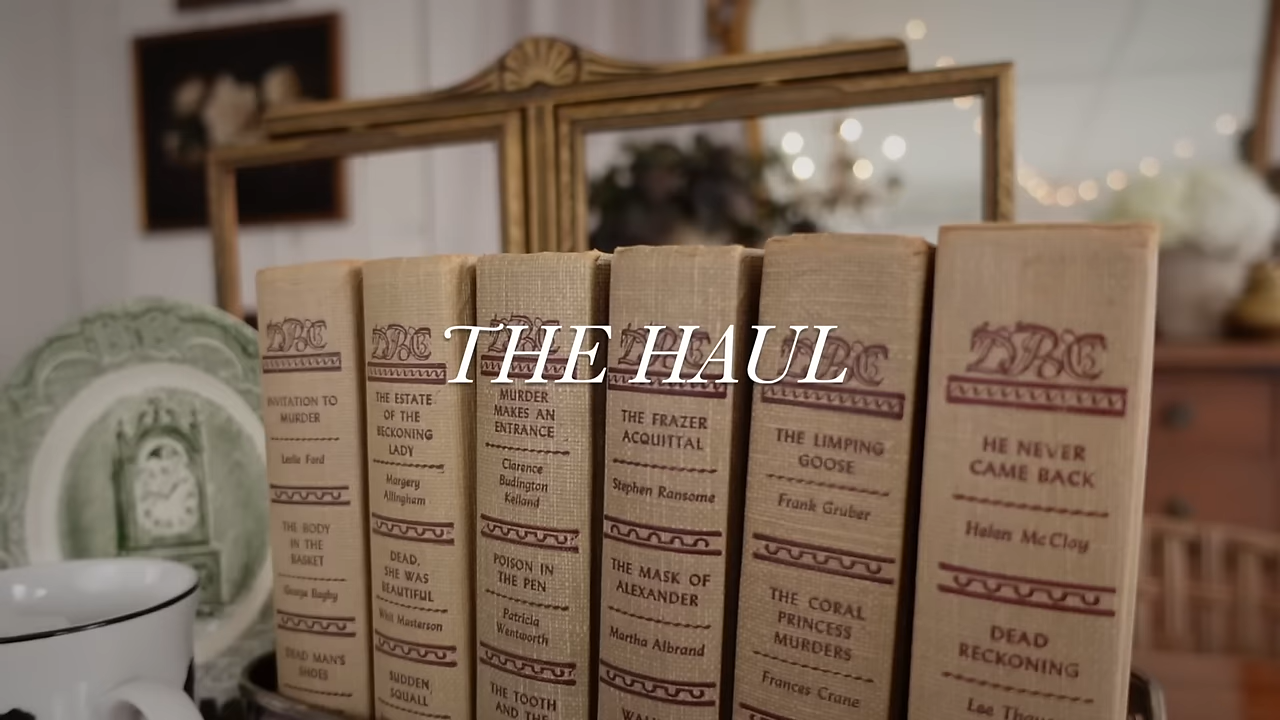 THE HAUL
DBC
INVITATION TO
MURDER
Leslie Ford
THE BODY
IN THE
BASKET
George Bagby
DEAD MAN'S
SHOES
DBC
THE ESTATE
OF THE
BECKONING
LADY
Margery
Allingham
DEAD,
SHE WAS
BEAUTIFUL
Whit Masterson
SUDDEN
SQUALL
DBC
MURDER
MAKES AN
ENTRANCE
Clarence
Budington
Kelland
POISON IN
THE PEN
Patricia
Wentworth
THE TOOTH
AND THE
DBC
THE FRAZER
ACQUITTAL
Stephen Ransome
THE MASK OF
ALEXANDER
Martha Albrand
DBC
THE LIMPING
GOOSE
Frank Gruber
THE CORAL
PRINCESS
MURDERS
Frances Crane
DBC
HE NEVER
CAME BACK
Helen McCloy
DEAD
RECKONING
Lee